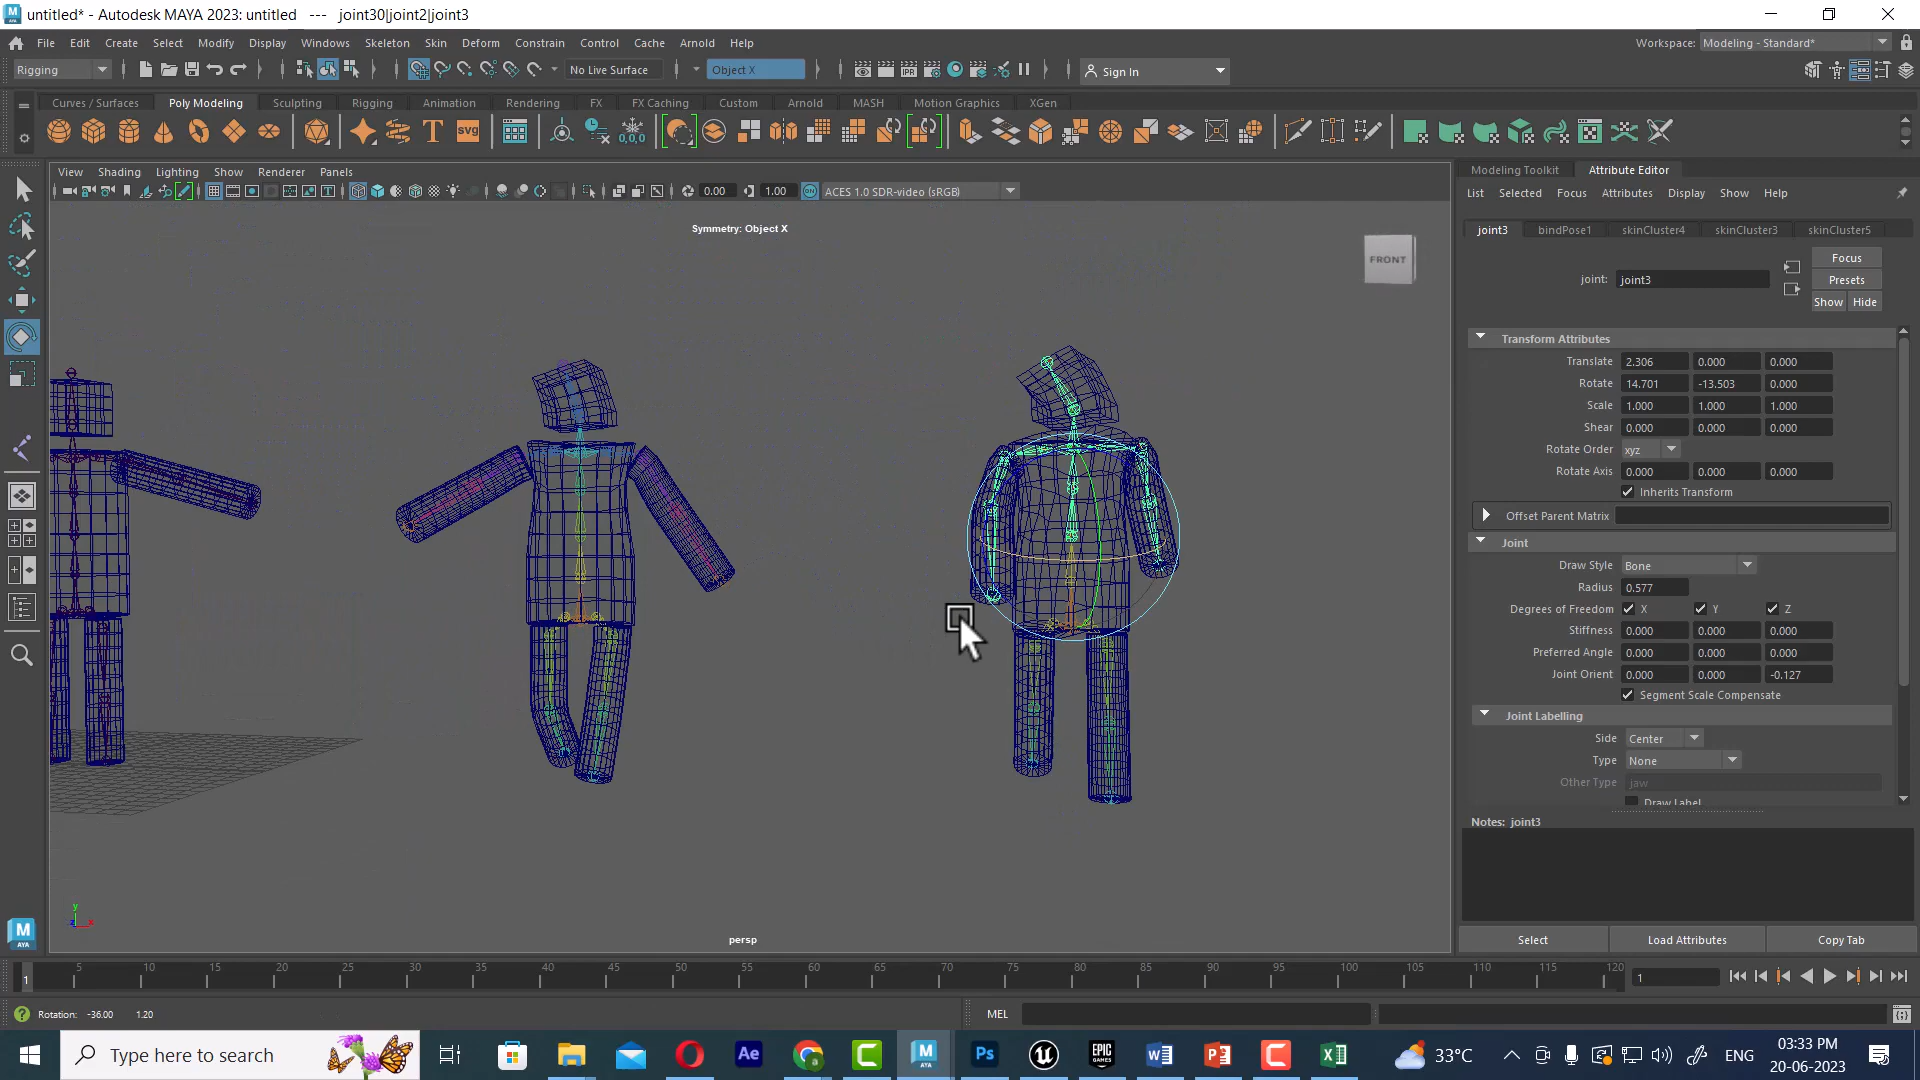 untitled* - Autodesk MAYA 2023: untitled --- joint30|joint2|joint3
File Edit Create Select Modify Display Windows Skeleton Skin Deform Constrain Control Cache Arnold Help
Workspace: Modeling - Standard*
Rigging No Live Surface Object X Sign In
Curves / Surfaces Poly Modeling Sculpting Rigging Animation Rendering FX FX Caching Custom Arnold MASH Motion Graphics XGen
T SVG 0,0,0
View Shading Lighting Show Renderer Panels
0.00 1.00 ACES 1.0 SDR-video (sRGB)
Symmetry: Object X
FRONT
persp
Modeling Toolkit Attribute Editor
List Selected Focus Attributes Display Show Help
joint3 bindPose1 skinCluster4 skinCluster3 skinCluster5
joint: joint3
Focus
Presets
Show Hide
Transform Attributes
Translate 2.306 0.000 0.000
Rotate 14.701 -13.503 0.000
Scale 1.000 1.000 1.000
Shear 0.000 0.000 0.000
Rotate Order xyz
Rotate Axis 0.000 0.000 0.000
Inherits Transform
Offset Parent Matrix
Joint
Draw Style Bone
Radius 0.577
Degrees of Freedom X Y Z
Stiffness 0.000 0.000 0.000
Preferred Angle 0.000 0.000 0.000
Joint Orient 0.000 0.000 -0.127
Segment Scale Compensate
Joint Labelling
Side Center
Type None
Other Type jaw
Draw Label
Notes: joint3
Select Load Attributes Copy Tab
1 5 10 15 20 25 30 35 40 45 50 55 60 65 70 75 80 85 90 95 100 105 110 115 120 1
Rotation: -36.00 1.20
MEL
Type here to search
33°C ENG
03:33 PM
20-06-2023